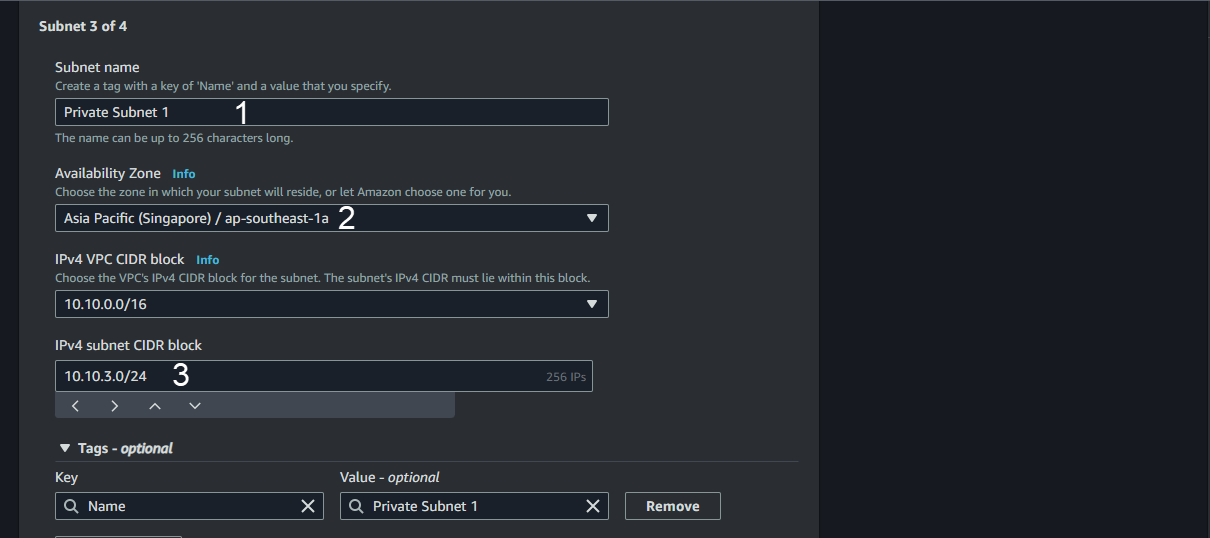 Subnet 3 of 4
Subnet name
Create a tag with a key of 'Name' and a value that you specify.
Private Subnet 1 1
The name can be up to 256 characters long.
Availability Zone Info
Choose the zone in which your subnet will reside, or let Amazon choose one for you.
Asia Pacific (Singapore) / ap-southeast-1a 2
IPv4 VPC CIDR block Info
Choose the VPC's IPv4 CIDR block for the subnet. The subnet's IPv4 CIDR must lie within this block.
10.10.0.0/16
IPv4 subnet CIDR block
10.10.3.0/24 3 256 IPs
Tags - optional
Key Value - optional
Name Private Subnet 1 Remove